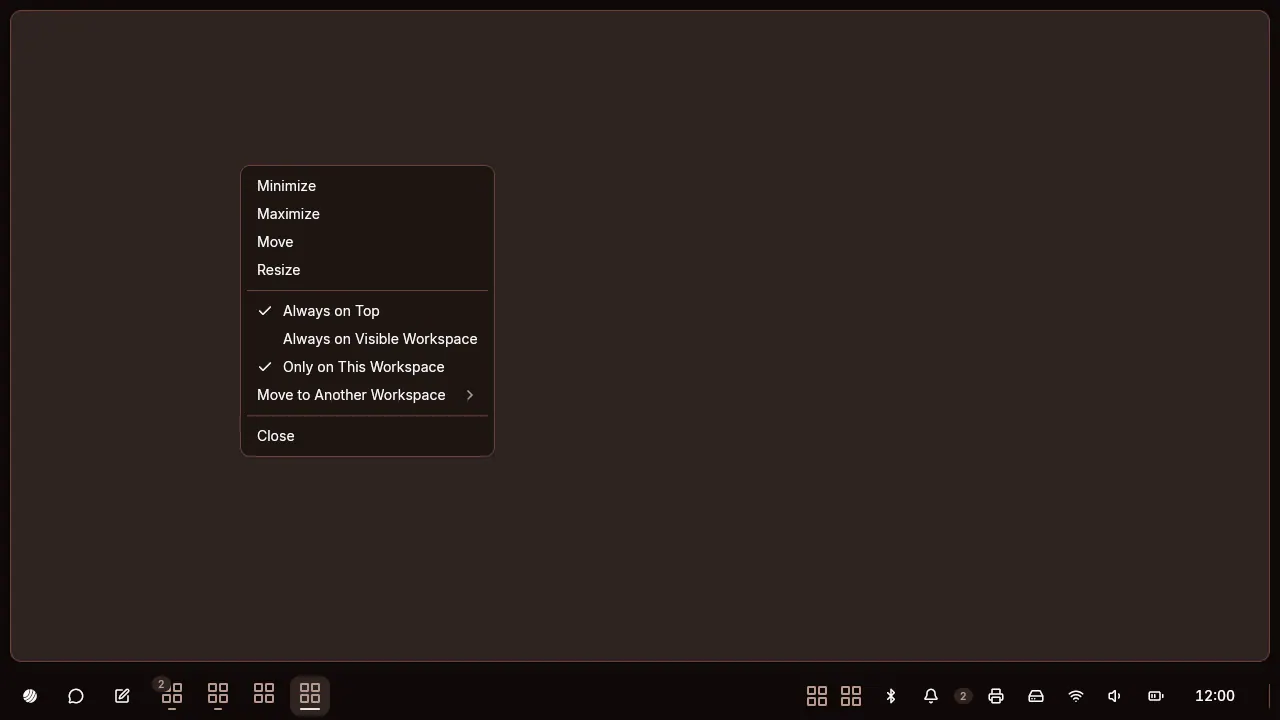 Minimize
Maximize
Move
Resize
Always on Top
Always on Visible Workspace
Only on This Workspace
Move to Another Workspace
Close
2
2
12:00